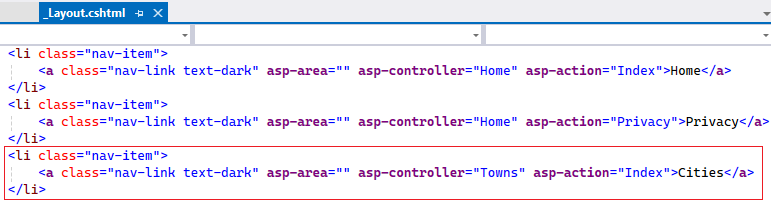 _Layout.cshtml
<li class="nav-item">
    <a class="nav-link text-dark" asp-area="" asp-controller="Home" asp-action="Index">Home</a>
</li>
<li class="nav-item">
    <a class="nav-link text-dark" asp-area="" asp-controller="Home" asp-action="Privacy">Privacy</a>
</li>
<li class="nav-item">
    <a class="nav-link text-dark" asp-area="" asp-controller="Towns" asp-action="Index">Cities</a>
</li>